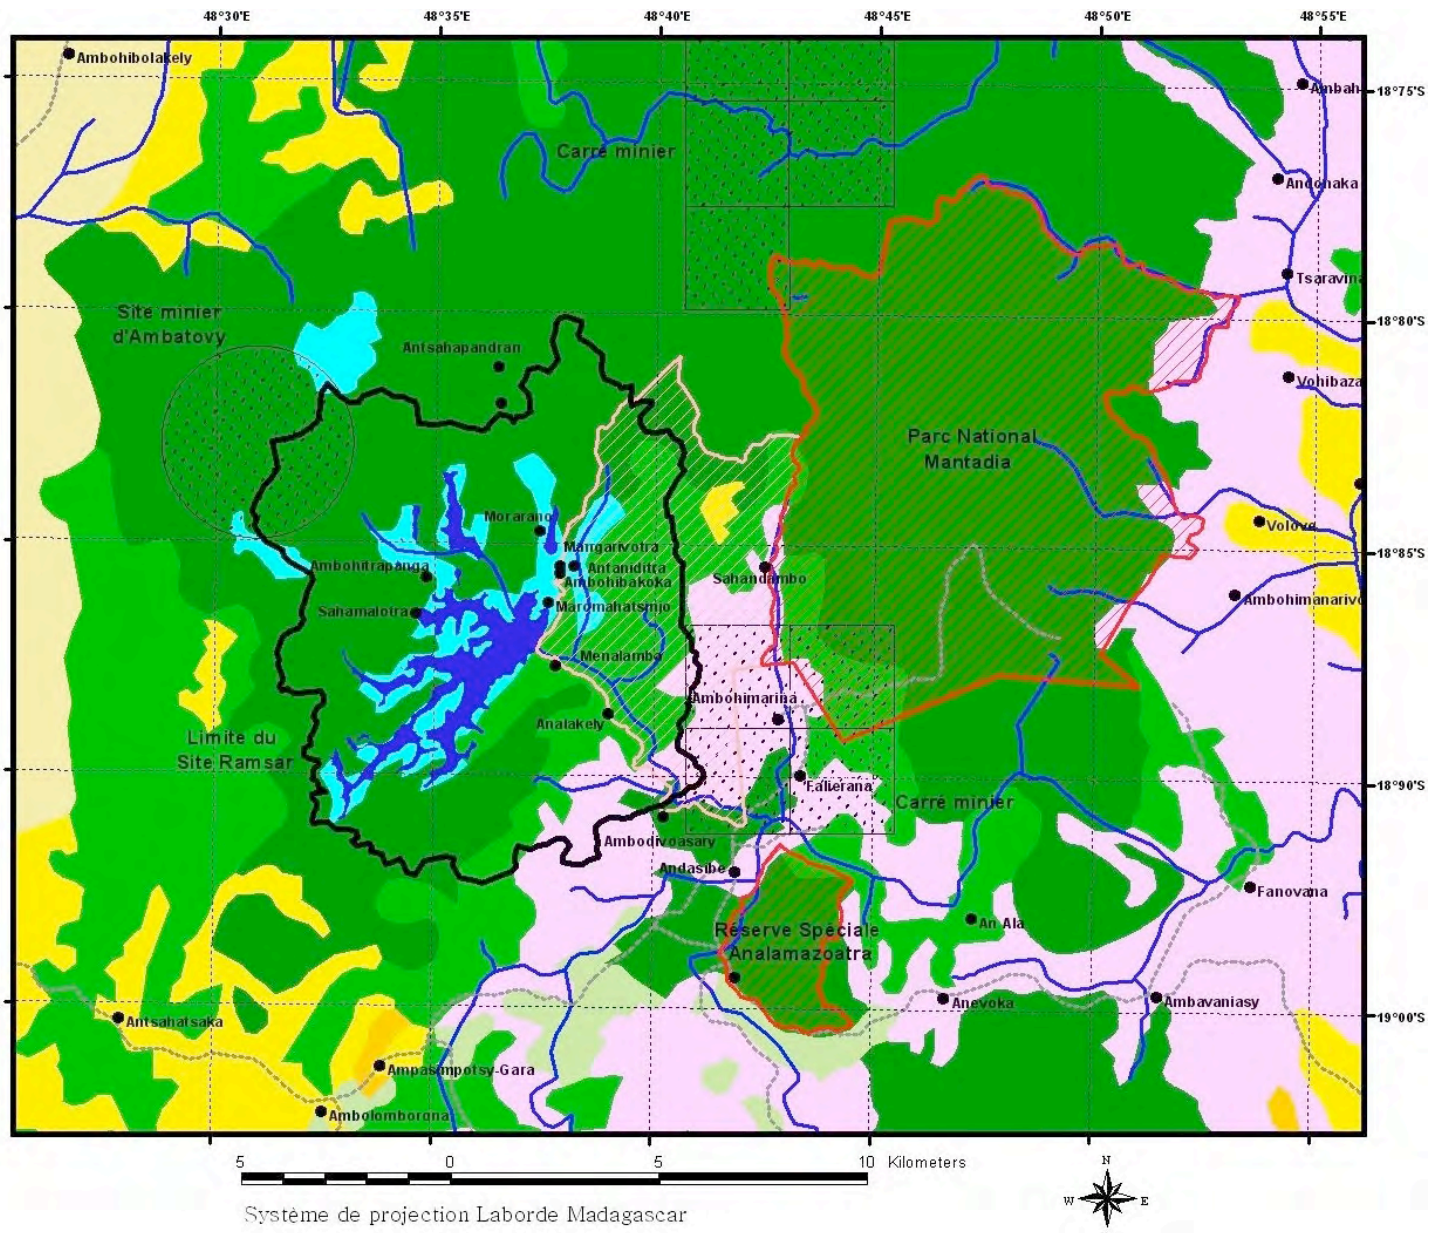 48°30'E 48°35'E 48°40'E 48°45'E 48°50'E 48°55'E
Ambohibolakely
Ambah
18°75'S
Carré minier
Andonaka
Tsaravina
Site minier
d'Ambatovy
18°80'S
Antsahapandran
Vohibaza
Parc National
Mantadia
Morarano
Volove
Mangarivotra
18°85'S
Ambohitrapanga
Antaniditra
Ambohibakoka
Sahandambo
Sahamalotra
Maromahatsinjo
Ambohimanarivo
Menalamba
Ambohimarina
Analakely
Limite du
Site Ramsar
18°90'S
Falierana
Carré minier
Ambodivoasary
Andasibe
Fanovana
An Ala
Réserve Spéciale
Analamazoatra
Anevoka
Ambavaniasy
Antsahatsaka
19°00'S
Ampasimpotsy-Gara
Ambolomborona
5 0 5 10 Kilometers
N
W E
S
Système de projection Laborde Madagascar